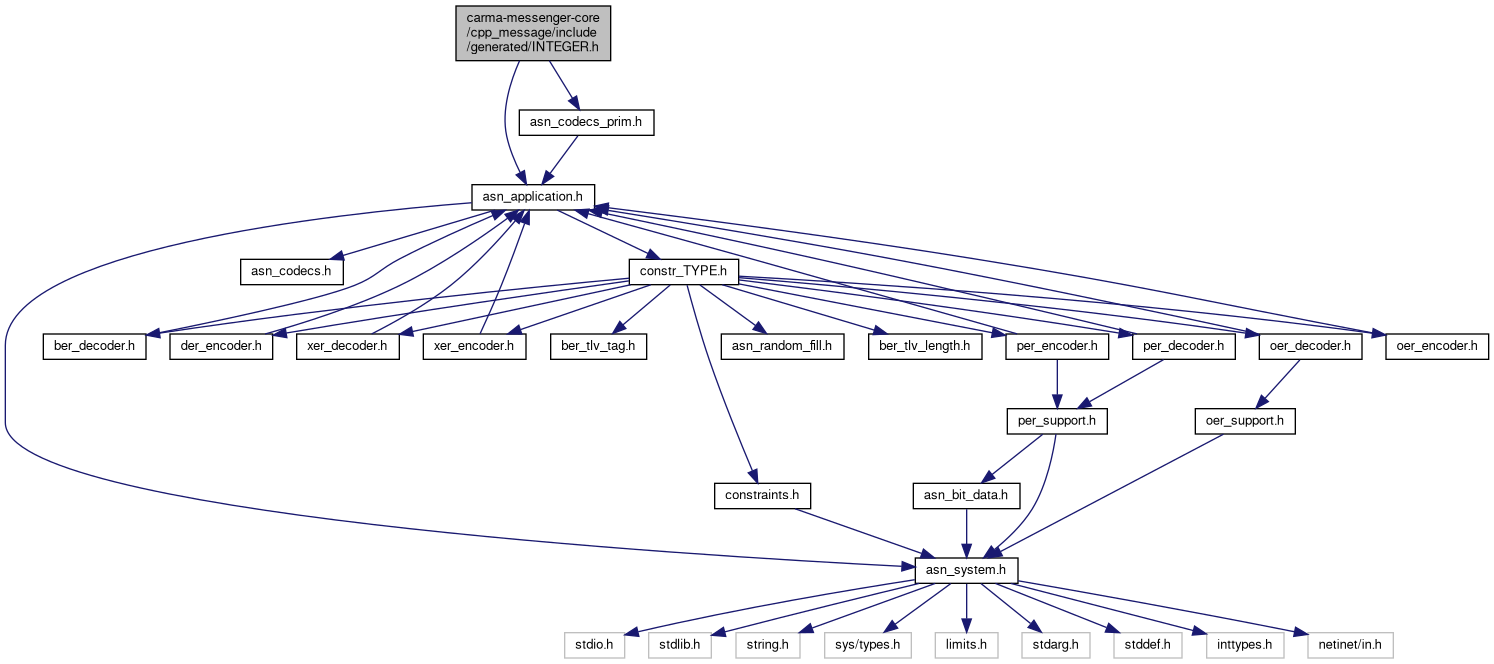 carma-messenger-core
/cpp_message/include
/generated/INTEGER.h
asn_codecs_prim.h
asn_application.h
asn_codecs.h
constr_TYPE.h
ber_decoder.h
der_encoder.h
xer_decoder.h
xer_encoder.h
ber_tlv_tag.h
asn_random_fill.h
ber_tlv_length.h
per_encoder.h
per_decoder.h
oer_decoder.h
oer_encoder.h
per_support.h
oer_support.h
constraints.h
asn_bit_data.h
asn_system.h
stdio.h
stdlib.h
string.h
sys/types.h
limits.h
stdarg.h
stddef.h
inttypes.h
netinet/in.h